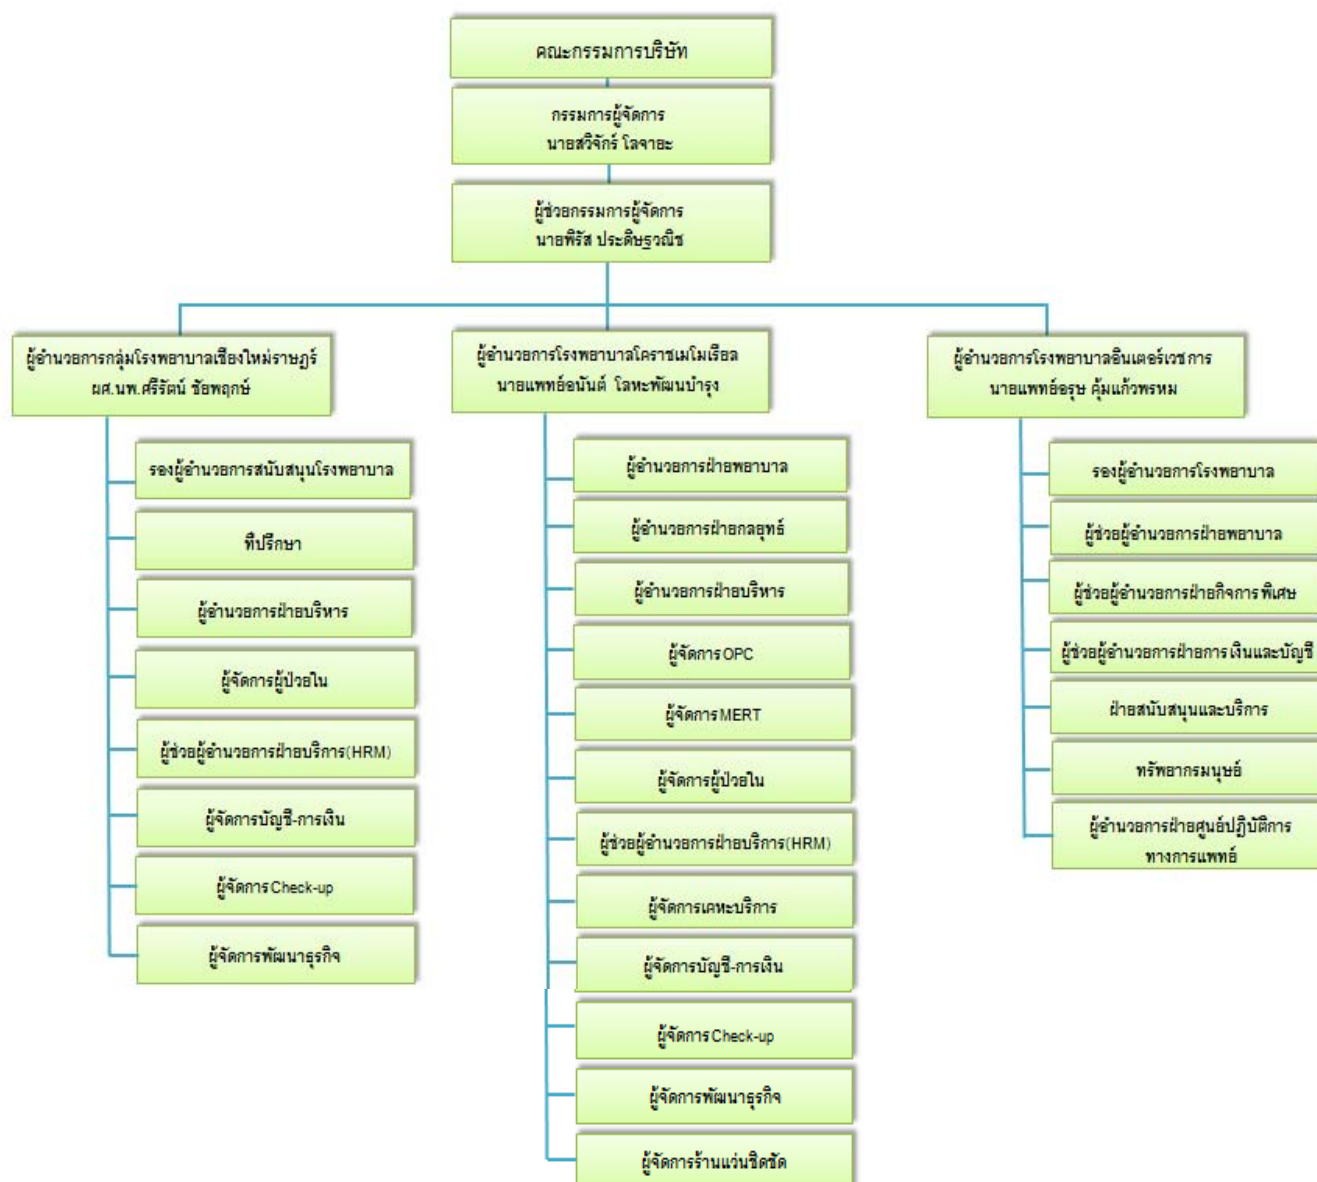 คณะกรรมการบริษัท
กรรมการผู้จัดการ
นายสวิจักร์ โลจายะ
ผู้ช่วยกรรมการผู้จัดการ
นายพิรัส ประดิษฐวณิช
ผู้อำนวยการกลุ่มโรงพยาบาลเชียงใหม่ราษฎร์
ผศ.นพ.ศรีรัตน์ ชัยพฤกษ์
รองผู้อำนวยการสนับสนุนโรงพยาบาล
ที่ปรึกษา
ผู้อำนวยการฝ่ายบริหาร
ผู้จัดการผู้ป่วยใน
ผู้ช่วยผู้อำนวยการฝ่ายบริการ(HRM)
ผู้จัดการบัญชี-การเงิน
ผู้จัดการ Check-up
ผู้จัดการพัฒนาธุรกิจ
ผู้อำนวยการโรงพยาบาลโคราชเมโมเรียล
นายแพทย์อนันต์ โลหะพัฒนบำรุง
ผู้อำนวยการฝ่ายพยาบาล
ผู้อำนวยการฝ่ายกลยุทธ์
ผู้อำนวยการฝ่ายบริหาร
ผู้จัดการ OPC
ผู้จัดการ MERT
ผู้จัดการผู้ป่วยใน
ผู้ช่วยผู้อำนวยการฝ่ายบริการ(HRM)
ผู้จัดการเคหะบริการ
ผู้จัดการบัญชี-การเงิน
ผู้จัดการ Check-up
ผู้จัดการพัฒนาธุรกิจ
ผู้จัดการร้านแว่นชิดชัด
ผู้อำนวยการโรงพยาบาลอินเตอร์เวชการ
นายแพทย์อรุษ คุ้มแก้วพรหม
รองผู้อำนวยการโรงพยาบาล
ผู้ช่วยผู้อำนวยการฝ่ายพยาบาล
ผู้ช่วยผู้อำนวยการฝ่ายกิจการพิเศษ
ผู้ช่วยผู้อำนวยการฝ่ายการเงินและบัญชี
ฝ่ายสนับสนุนและบริการ
ทรัพยากรมนุษย์
ผู้อำนวยการฝ่ายศูนย์ปฏิบัติการ
ทางการแพทย์